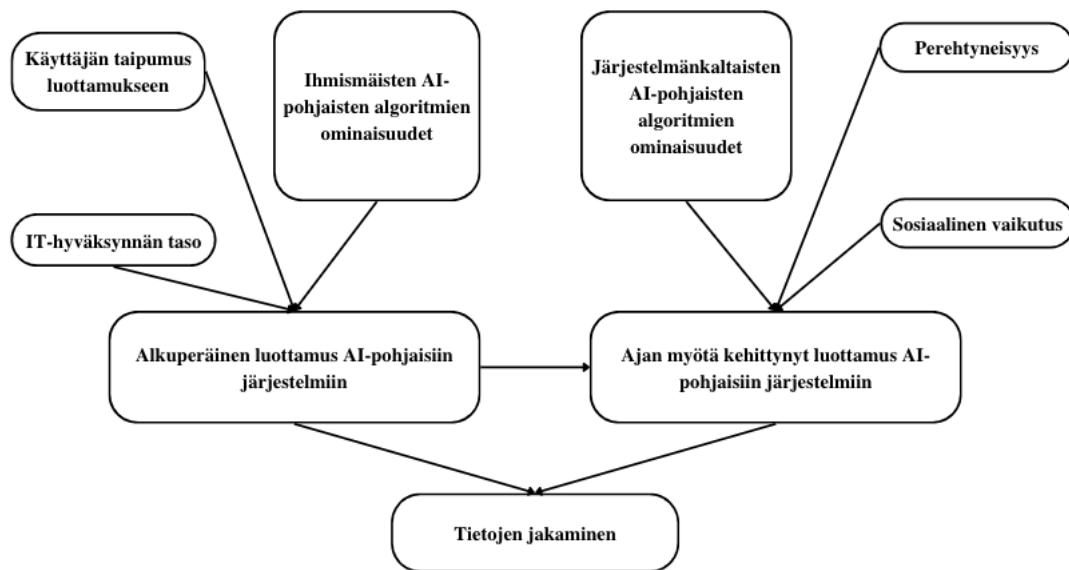 Käyttäjän taipumus
luottamukseen
Ihmismäisten AI-
pohjaisten algoritmien
ominaisuudet
Järjestelmänkaltaisten
AI-pohjaisten
algoritmien
ominaisuudet
Perehtyneisyys
IT-hyväksynnän taso
Sosiaalinen vaikutus
Alkuperäinen luottamus AI-pohjaisiin
järjestelmiin
Ajan myötä kehittynyt luottamus AI-
pohjaisiin järjestelmiin
Tietojen jakaminen